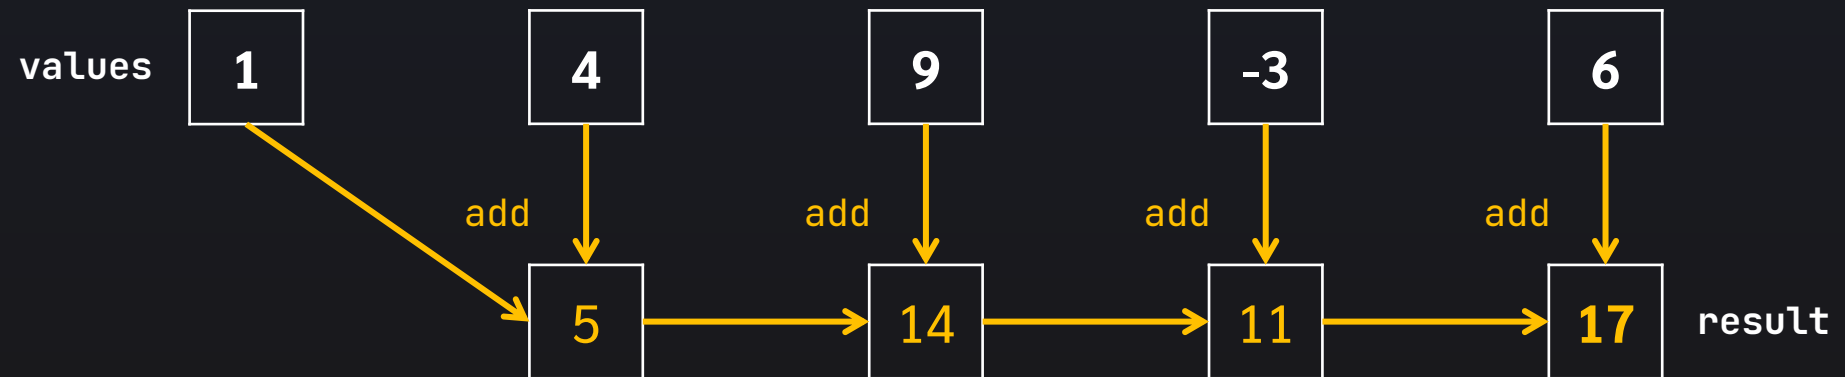 values 1 4 9 -3 6
add add add add
5 14 11 17 result